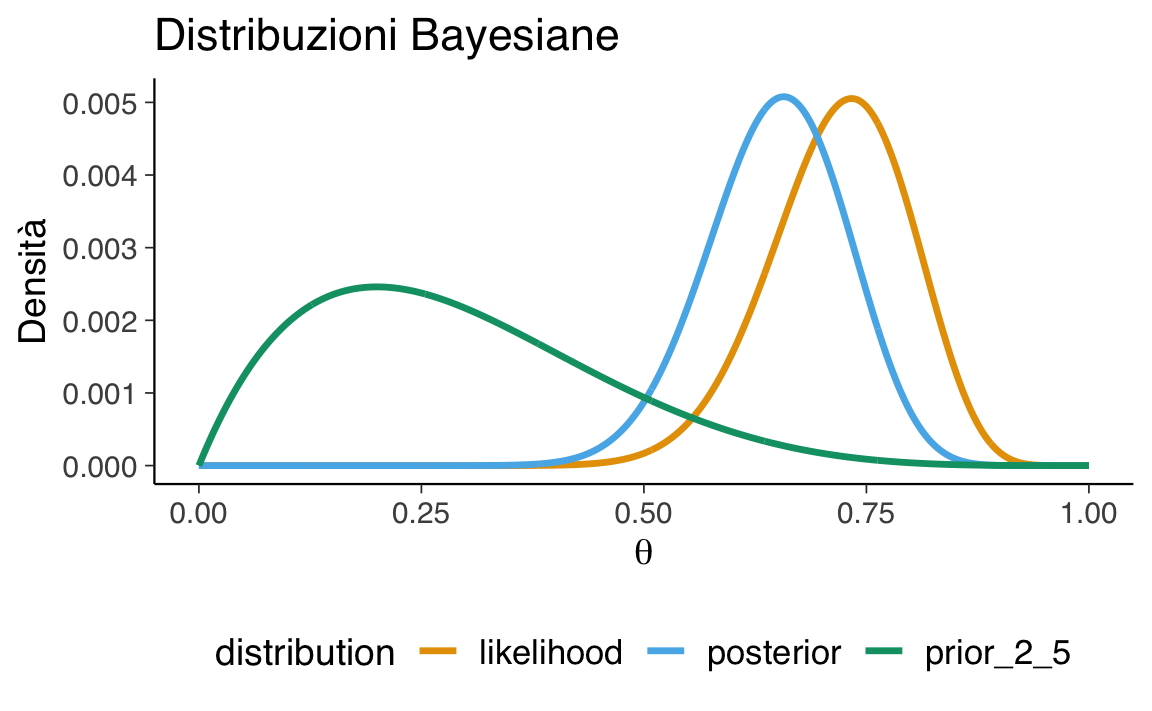 Distribuzioni Bayesiane
Densità
0.005
0.004
0.003
0.002
0.001
0.000
0.00 0.25 0.50 0.75 1.00
θ
distribution likelihood posterior prior_2_5